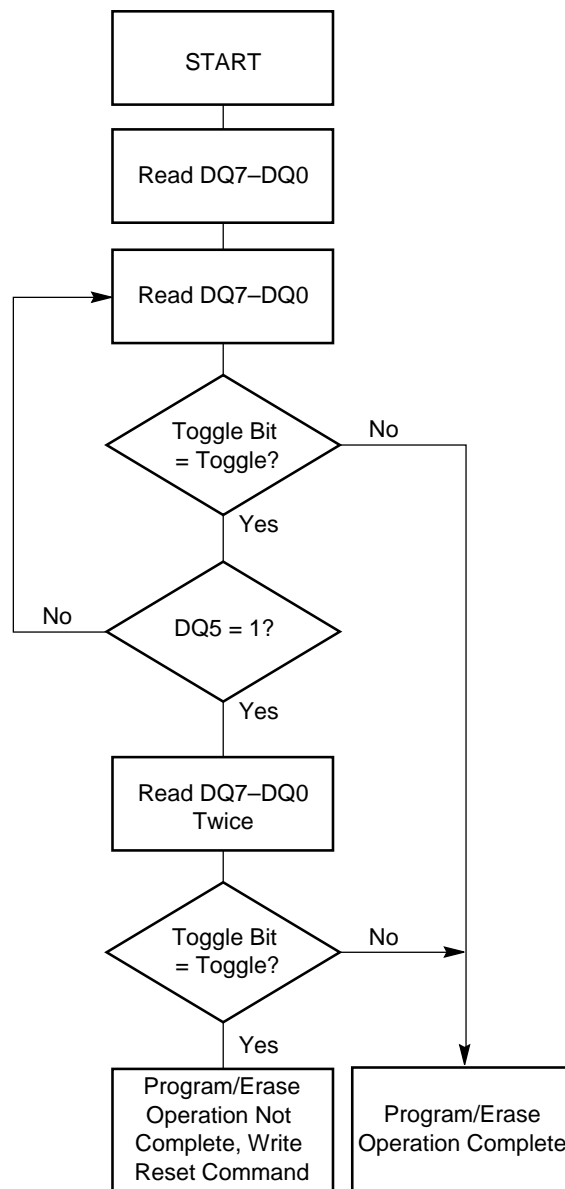 START
Read DQ7–DQ0
Read DQ7–DQ0
Toggle Bit
= Toggle?
No
Yes
No
DQ5 = 1?
Yes
Read DQ7–DQ0
Twice
Toggle Bit
= Toggle?
No
Yes
Program/Erase
Operation Not
Complete, Write
Reset Command
Program/Erase
Operation Complete